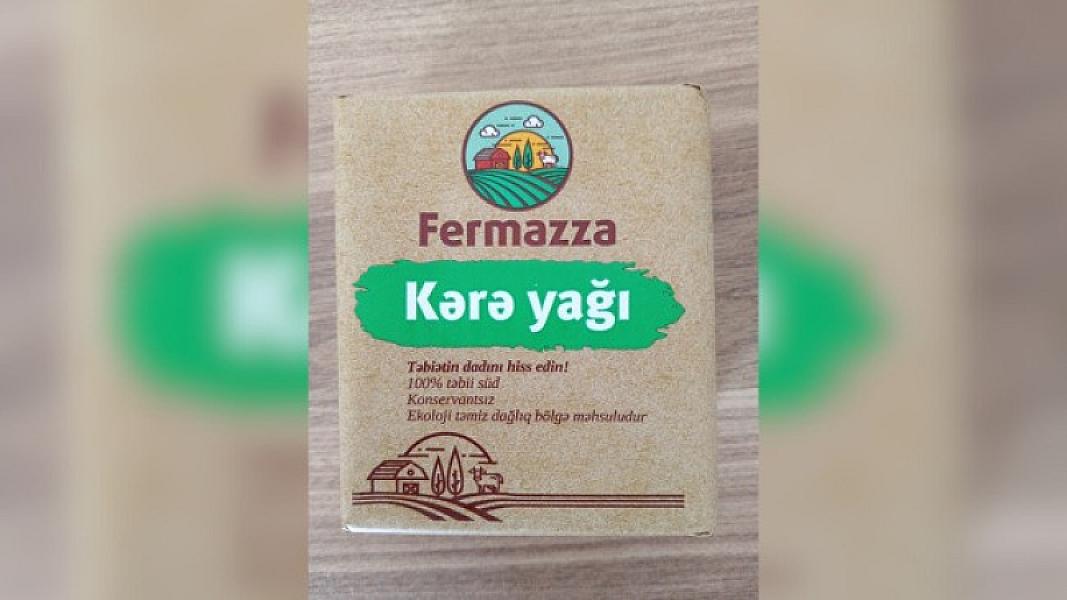 Fermazza
Kərə yağı
Təbiətin dadını hiss edin!
100% təbii süd
Konservantsız
Ekoloji təmiz dağlıq bölgə məhsuludur